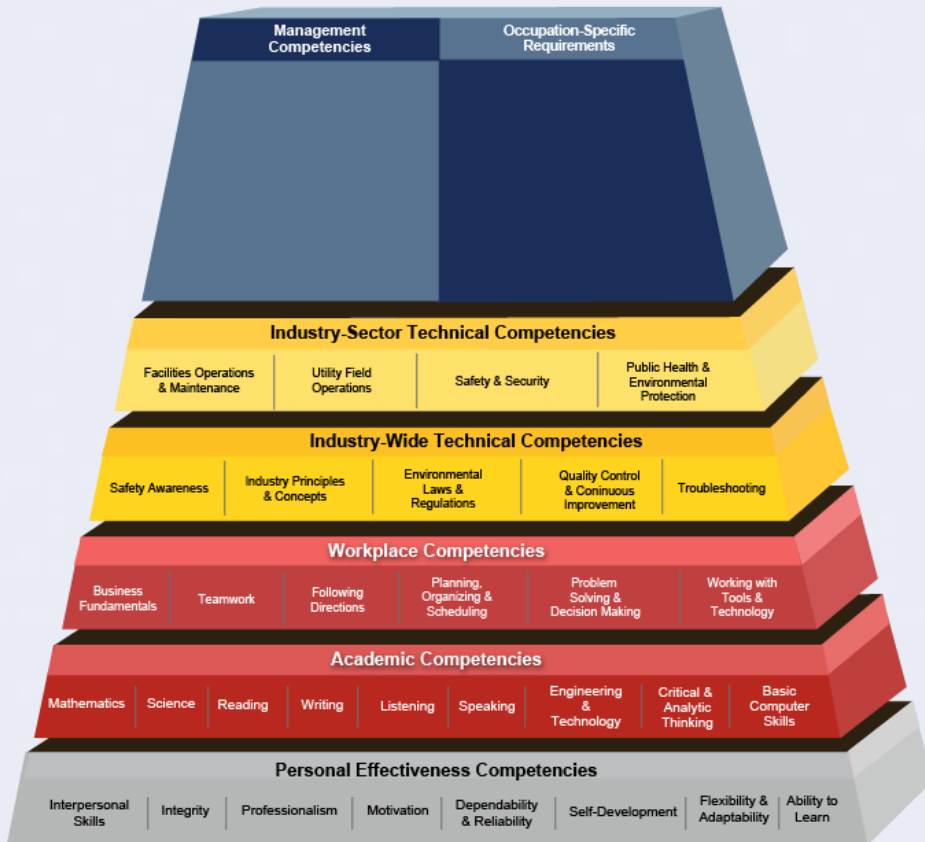 Management
Competencies
Occupation-Specific
Requirements
Industry-Sector Technical Competencies
Facilities Operations
& Maintenance
Utility Field
Operations
Safety & Security
Public Health &
Environmental
Protection
Industry-Wide Technical Competencies
Safety Awareness
Industry Principles
& Concepts
Environmental
Laws &
Regulations
Quality Control
& Coninuous
Improvement
Troubleshooting
Workplace Competencies
Business
Fundamentals
Teamwork
Following
Directions
Planning,
Organizing &
Scheduling
Problem
Solving &
Decision Making
Working with
Tools &
Technology
Academic Competencies
Mathematics
Science
Reading
Writing
Listening
Speaking
Engineering
&
Technology
Critical &
Analytic
Thinking
Basic
Computer
Skills
Personal Effectiveness Competencies
Interpersonal
Skills
Integrity
Professionalism
Motivation
Dependability
& Reliability
Self-Development
Flexibility &
Adaptability
Ability to
Learn